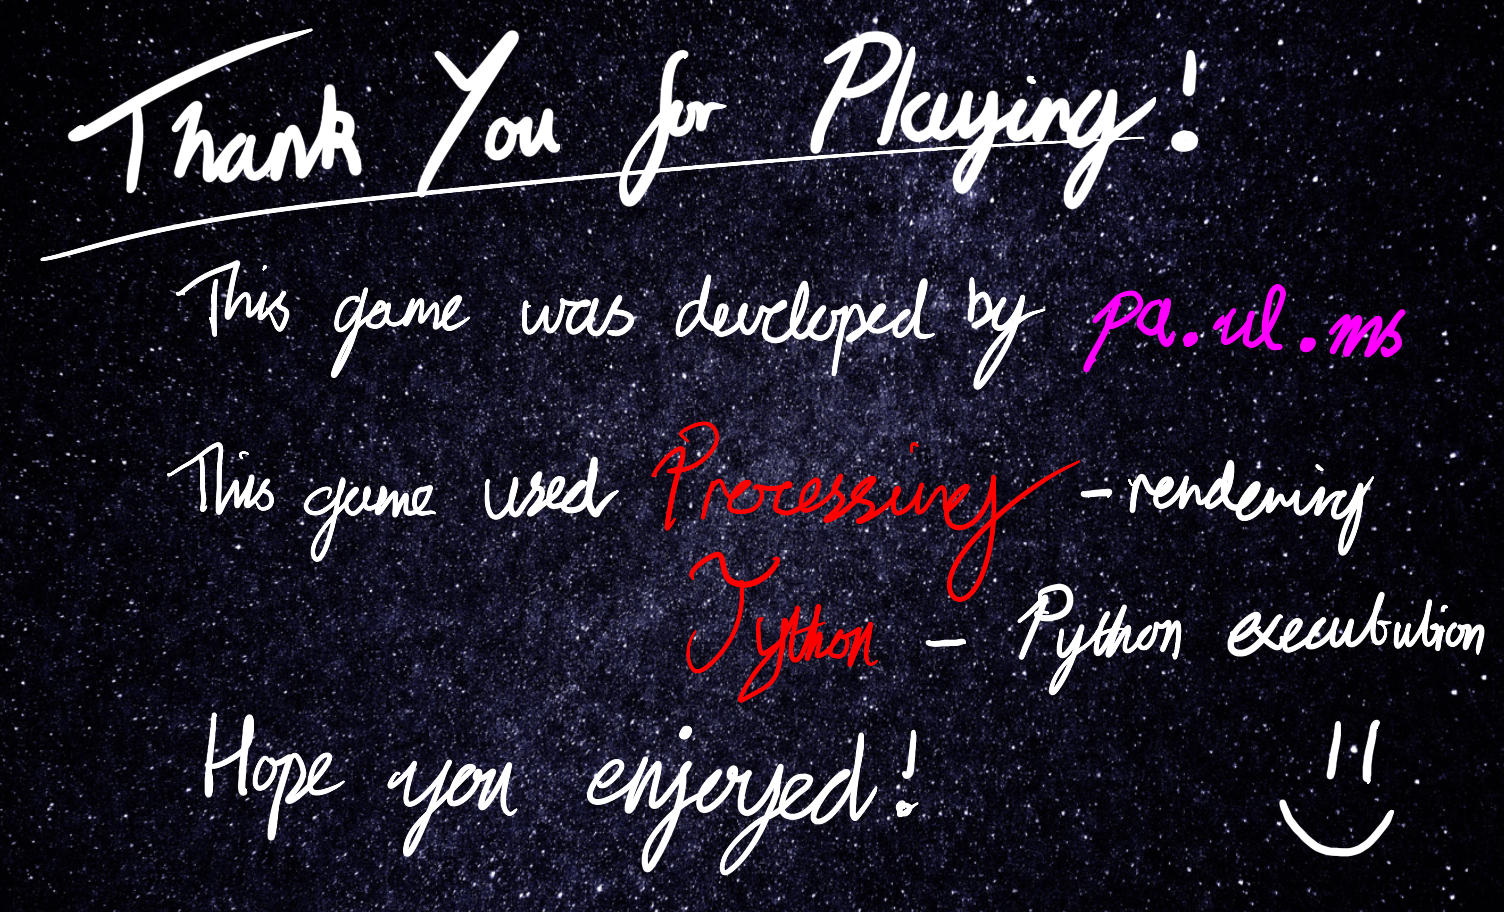 Thank You for Playing!
This game was developed by pa.ul.ms
This game used Processing - rendering
Jython - Python execubution
Hope you enjoyed!